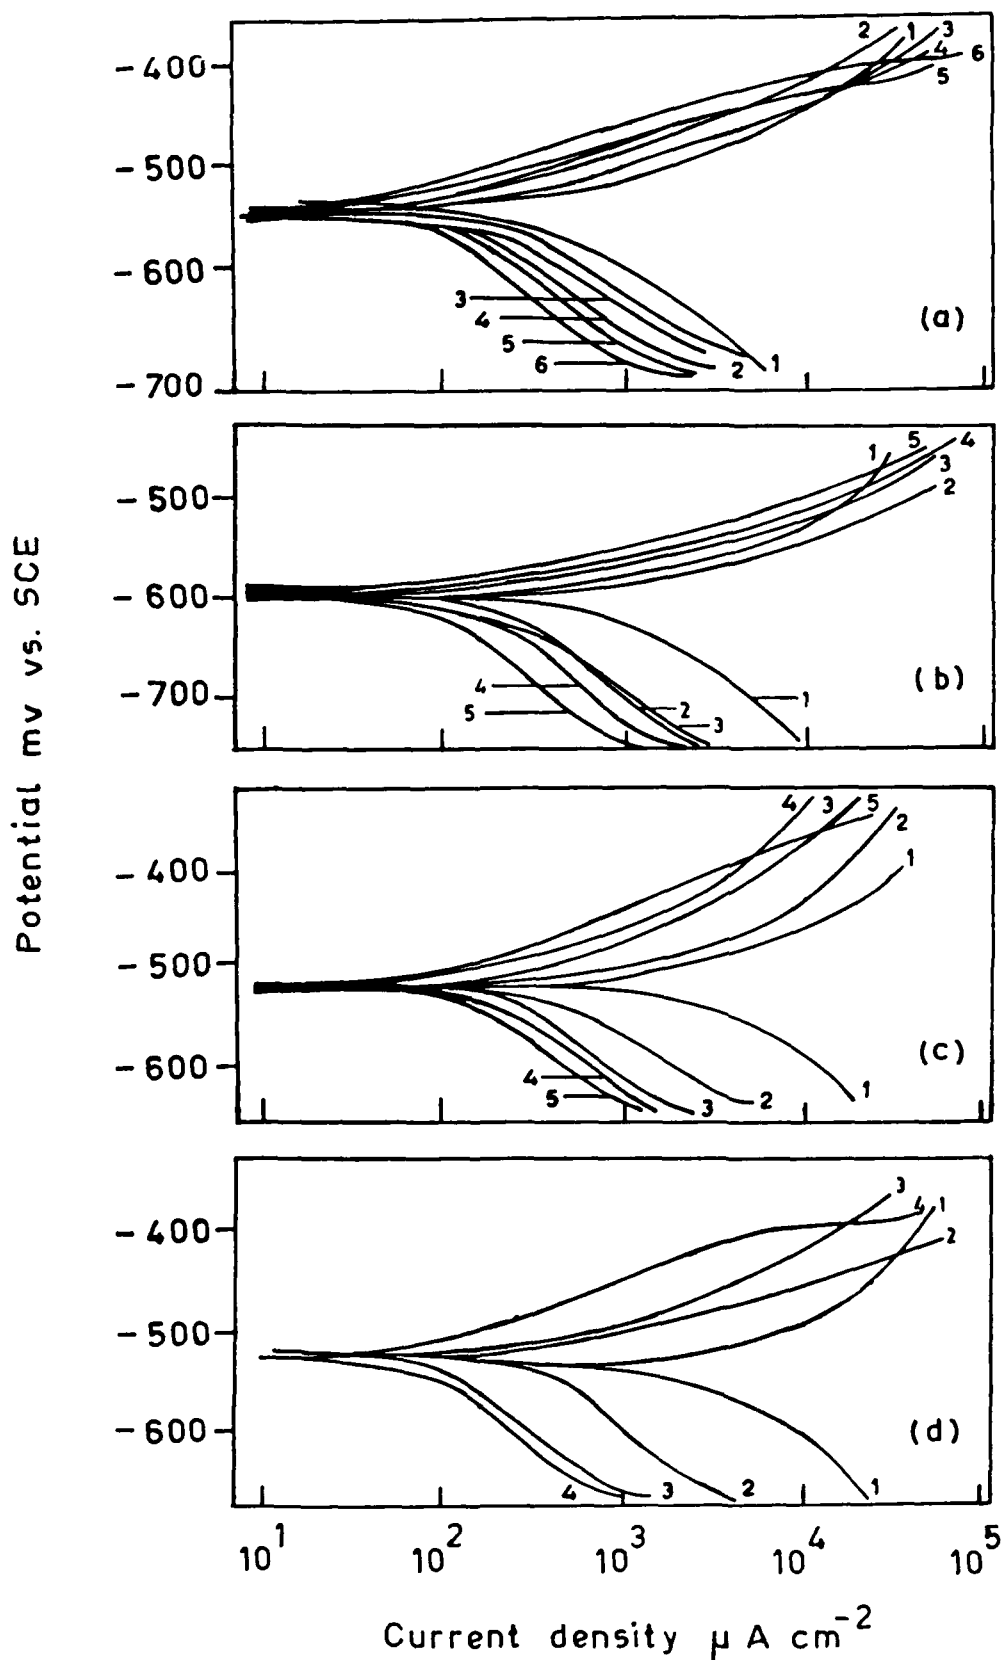 Potential mv vs. SCE
-400
-500
-600
-700
2 1 3 4 6 5
3
4
5
6
2 1
(a)
-500
-600
-700
1 5 4 3 2
4
5
2
3
1
(b)
-400
-500
-600
4 3 5 2 1
4
5
3 2 1
(c)
-400
-500
-600
3 4 1 2
4 3 2 1
(d)
10^1 10^2 10^3 10^4 10^5
Current density μ A cm^-2